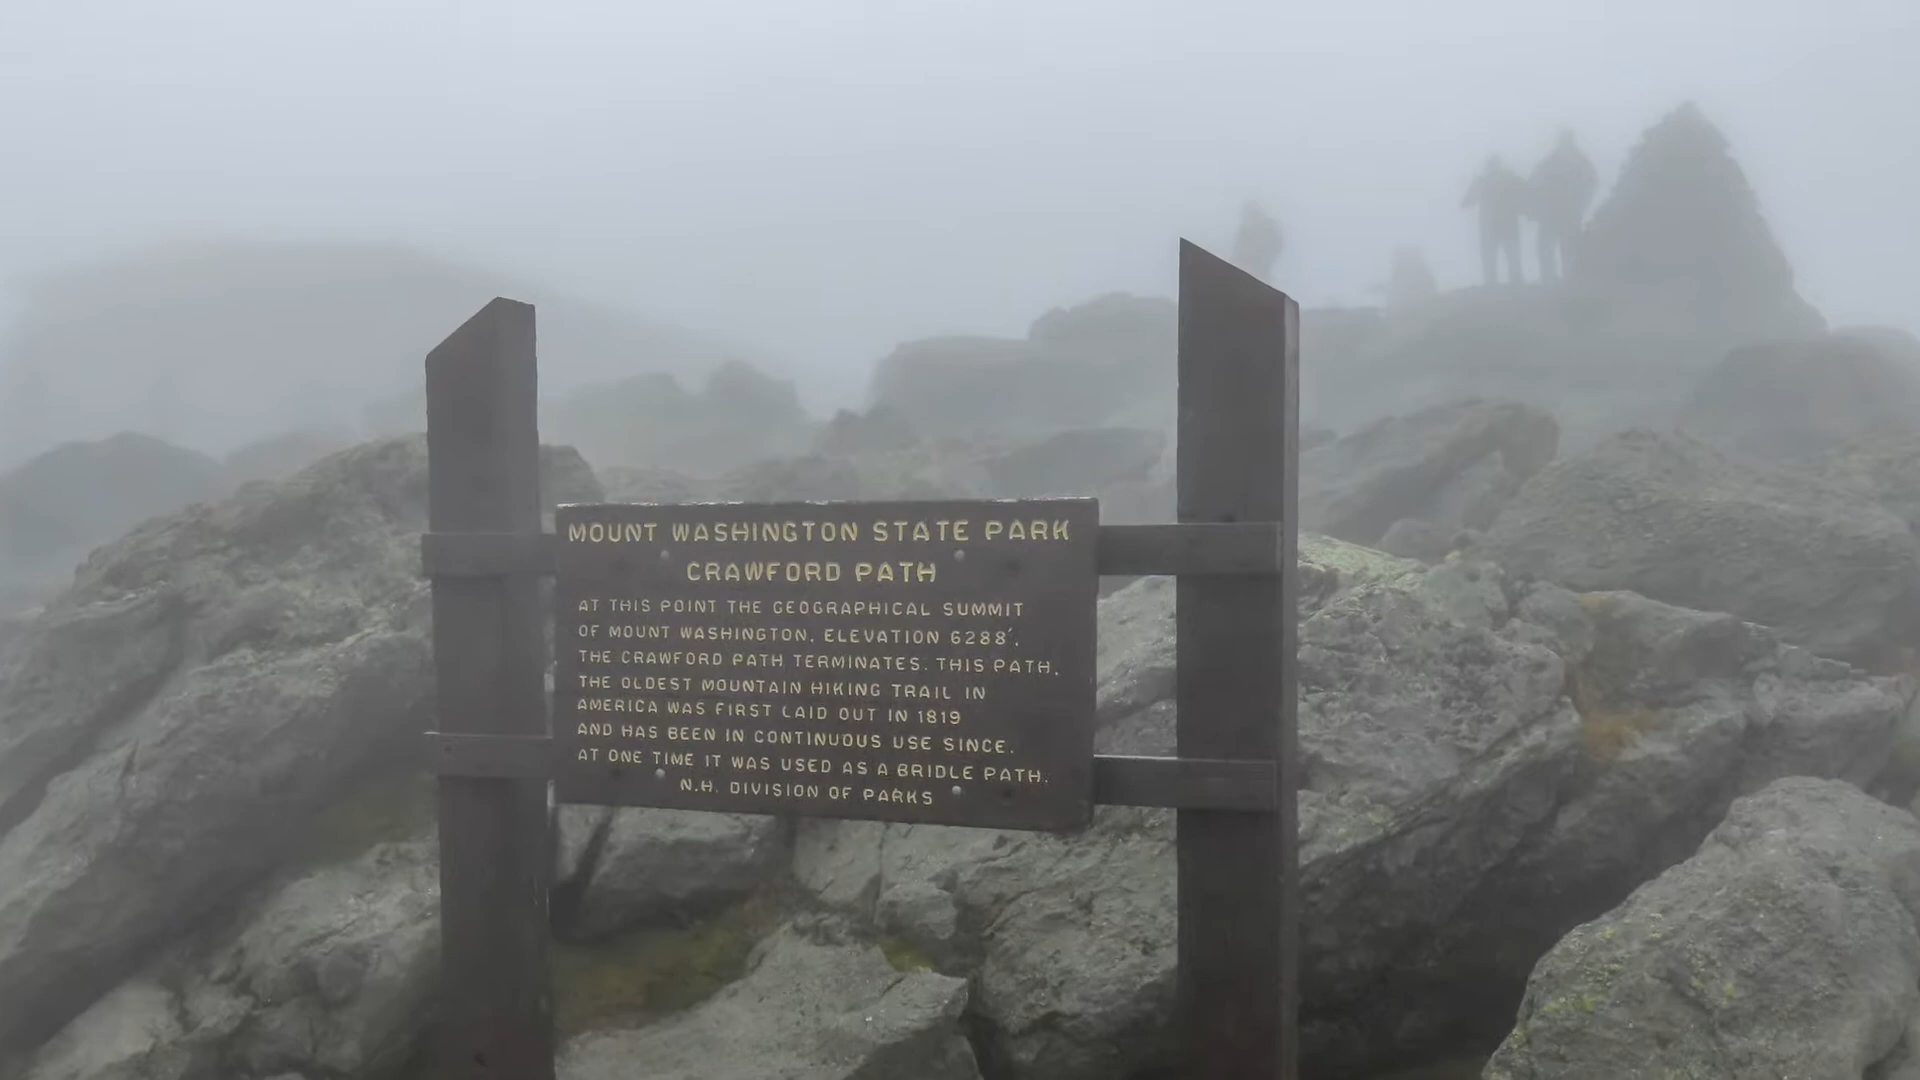 MOUNT WASHINGTON STATE PARK
CRAWFORD PATH
AT THIS POINT THE GEOGRAPHICAL SUMMIT
OF MOUNT WASHINGTON, ELEVATION 6288',
THE CRAWFORD PATH TERMINATES. THIS PATH,
THE OLDEST MOUNTAIN HIKING TRAIL IN
AMERICA WAS FIRST LAID OUT IN 1819
AND HAS BEEN IN CONTINUOUS USE SINCE.
AT ONE TIME IT WAS USED AS A BRIDLE PATH.
N.H. DIVISION OF PARKS